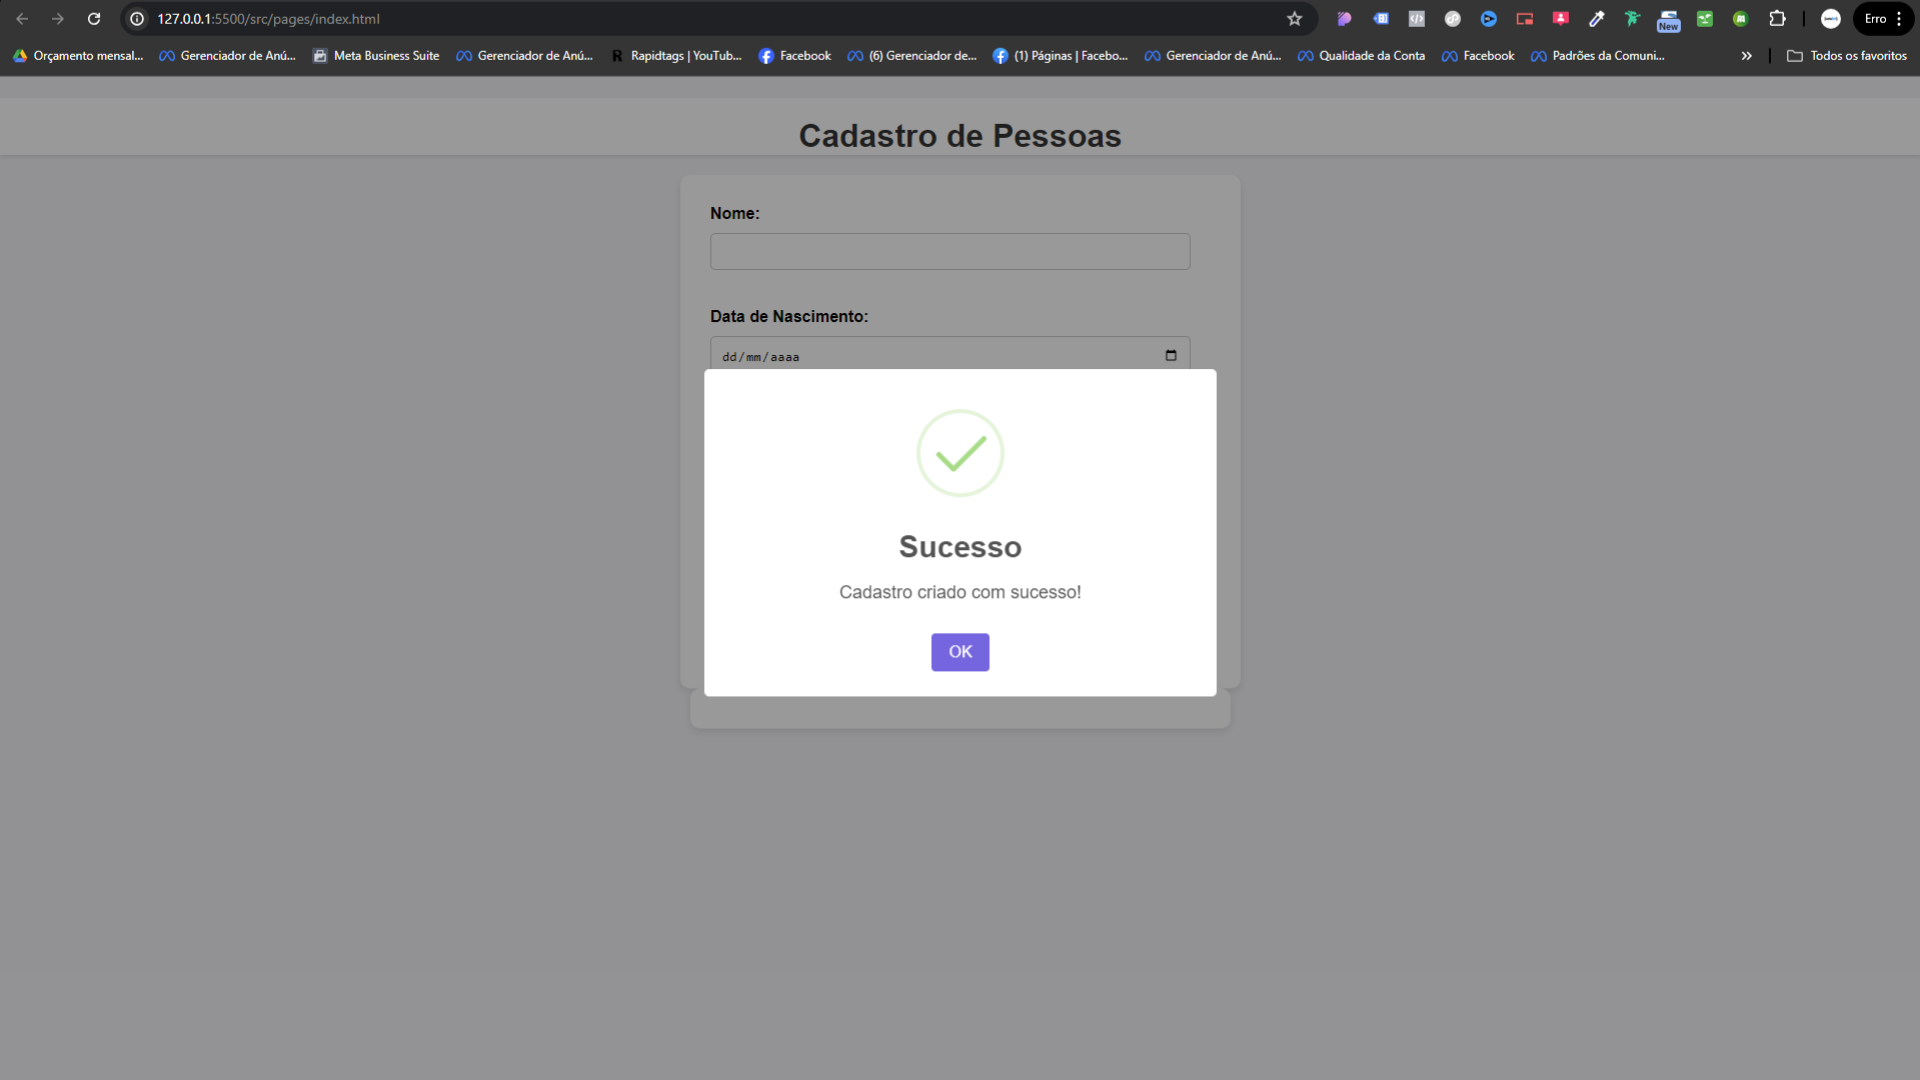 127.0.0.1:5500/src/pages/index.html
New
Erro
Orçamento mensal...
Gerenciador de Anú...
Meta Business Suite
Gerenciador de Anú...
Rapidtags | YouTub...
Facebook
(6) Gerenciador de...
(1) Páginas | Facebo...
Gerenciador de Anú...
Qualidade da Conta
Facebook
Padrões da Comuni...
Todos os favoritos
Cadastro de Pessoas
Nome:
Data de Nascimento:
dd/mm/aaaa
Sucesso
Cadastro criado com sucesso!
OK